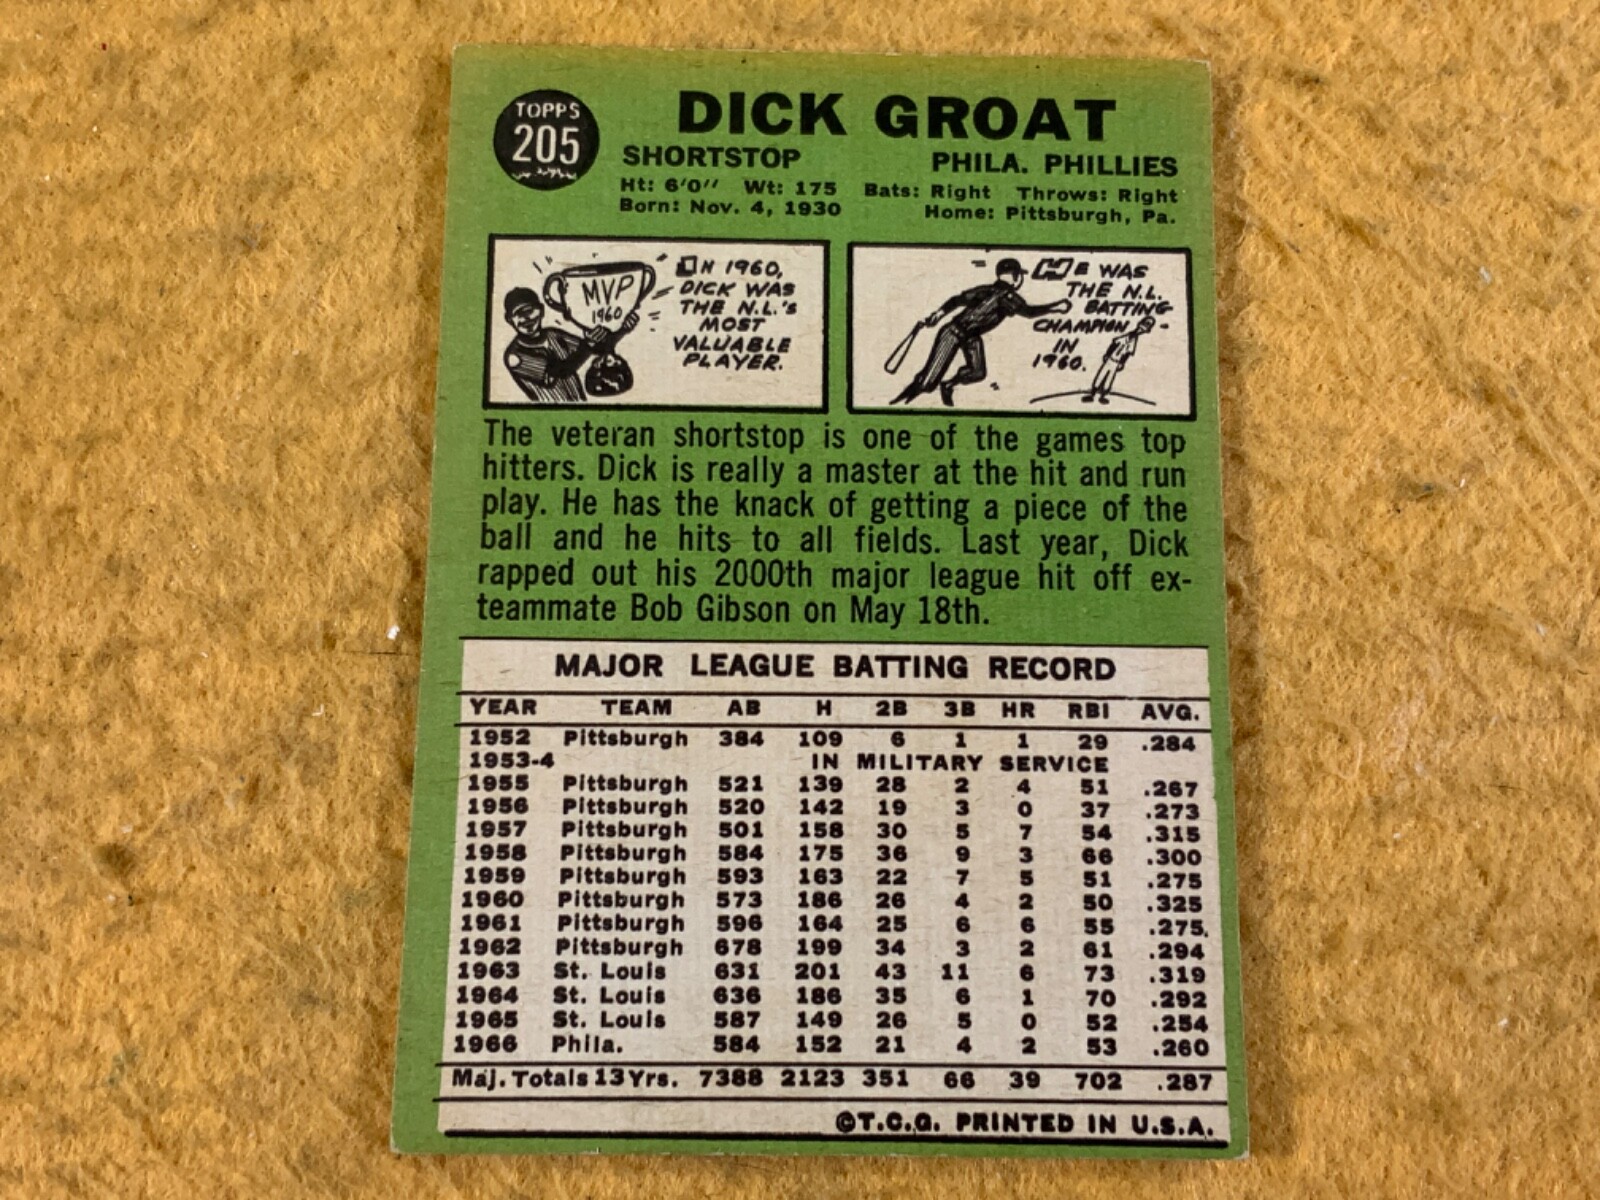 TOPPS
205
DICK GROAT
SHORTSTOP PHILA. PHILLIES
Ht: 6'0'' Wt: 175 Bats: Right Throws: Right
Born: Nov. 4, 1930 Home: Pittsburgh, Pa.
MVP
1960
IN 1960,
DICK WAS
THE N.L.'S
MOST
VALUABLE
PLAYER.
HE WAS
THE N.L.
BATTING
CHAMPION
IN
1960.
The veteran shortstop is one of the games top
hitters. Dick is really a master at the hit and run
play. He has the knack of getting a piece of the
ball and he hits to all fields. Last year, Dick
rapped out his 2000th major league hit off ex-
teammate Bob Gibson on May 18th.
MAJOR LEAGUE BATTING RECORD
YEAR TEAM AB H 2B 3B HR RBI AVG.
1952 Pittsburgh 384 109 6 1 1 29 .284
1953-4 IN MILITARY SERVICE
1955 Pittsburgh 521 139 28 2 4 51 .267
1956 Pittsburgh 520 142 19 3 0 37 .273
1957 Pittsburgh 501 158 30 5 7 54 .315
1958 Pittsburgh 584 175 36 9 3 66 .300
1959 Pittsburgh 593 163 22 7 5 51 .275
1960 Pittsburgh 573 186 26 4 2 50 .325
1961 Pittsburgh 596 164 25 6 6 55 .275.
1962 Pittsburgh 678 199 34 3 2 61 .294
1963 St. Louis 631 201 43 11 6 73 .319
1964 St. Louis 636 186 35 6 1 70 .292
1965 St. Louis 587 149 26 5 0 52 .254
1966 Phila. 584 152 21 4 2 53 .260
Maj. Totals 13 Yrs. 7388 2123 351 66 39 702 .287
©T.C.G. PRINTED IN U.S.A.